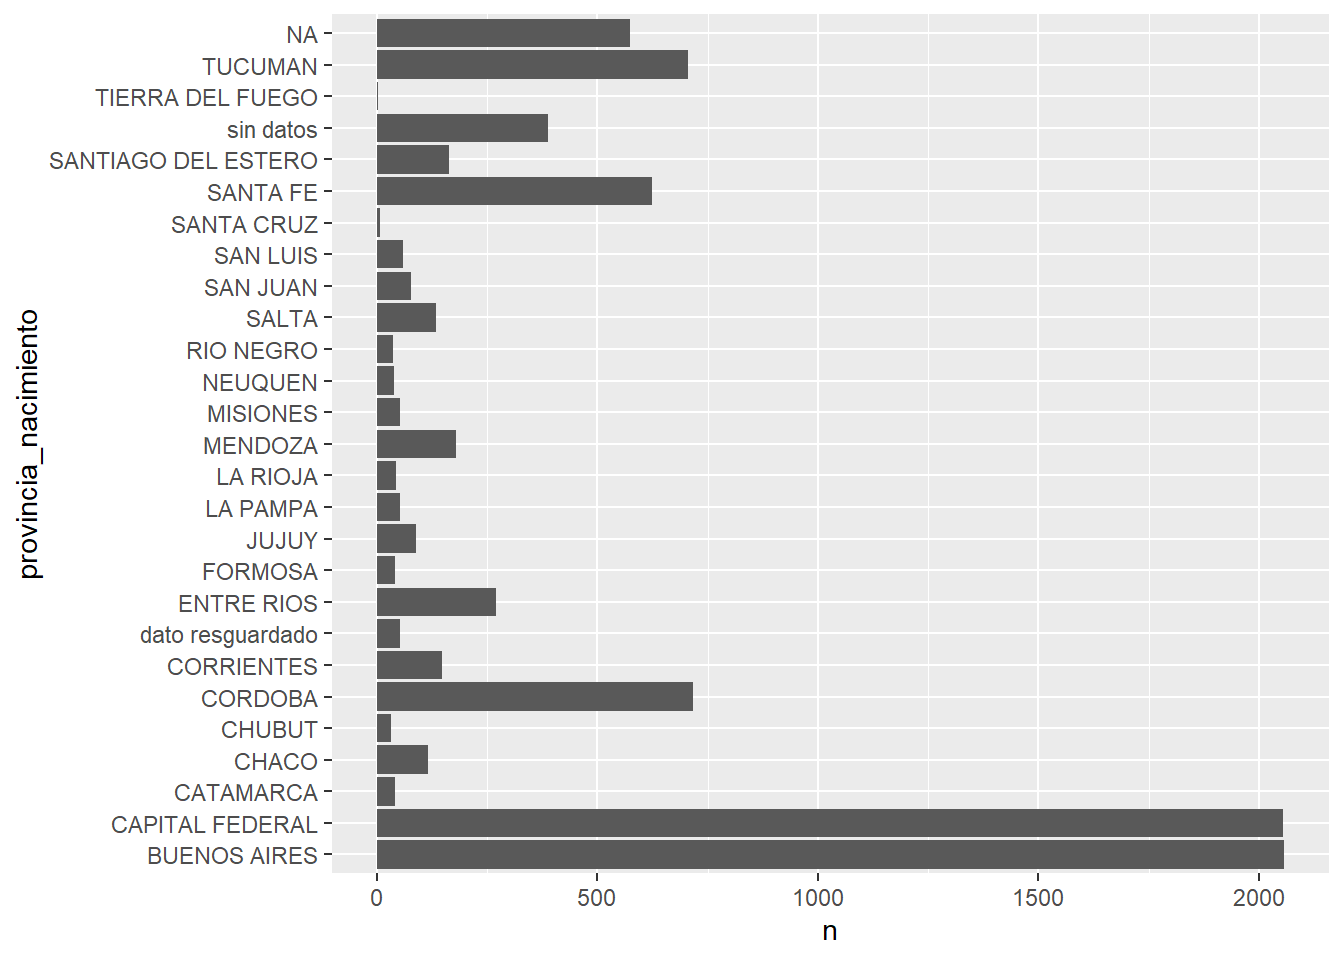 NA
TUCUMAN
TIERRA DEL FUEGO
sin datos
SANTIAGO DEL ESTERO
SANTA FE
SANTA CRUZ
SAN LUIS
SAN JUAN
SALTA
RIO NEGRO
NEUQUEN
MISIONES
MENDOZA
LA RIOJA
LA PAMPA
JUJUY
FORMOSA
ENTRE RIOS
dato resguardado
CORRIENTES
CORDOBA
CHUBUT
CHACO
CATAMARCA
CAPITAL FEDERAL
BUENOS AIRES
provincia_nacimiento
0 500 1000 1500 2000
n